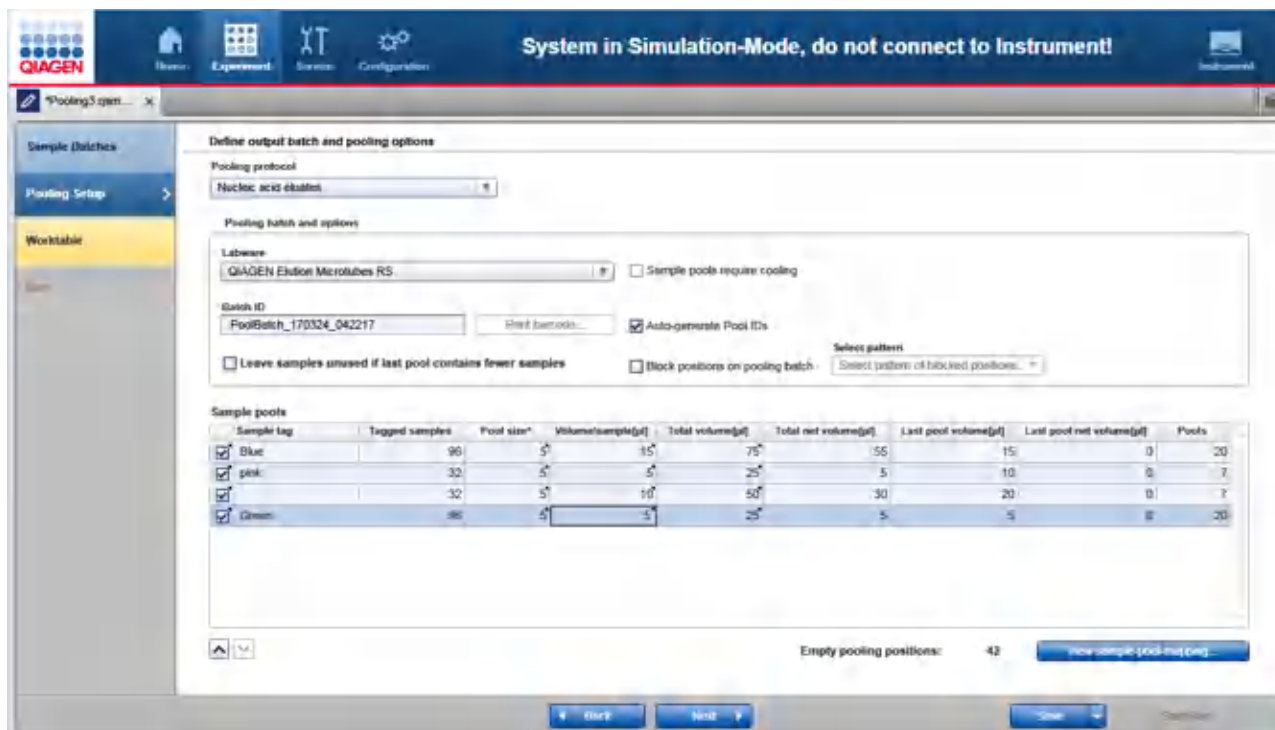 QIAGEN
Home
Experiment
Service
Configuration
System in Simulation-Mode, do not connect to Instrument!
Instrument
*Pooling3.qsm... x
Sample Batches
Pooling Setup
Worktable
Define output batch and pooling options
Pooling protocol
Nucleic acid eluates
Pooling batch and options
Labware
QIAGEN Elution Microtubes RS
Sample pools require cooling
Batch ID
PoolBatch_170324_042217
Print barcode...
Auto-generate Pool IDs
Select pattern
Leave samples unused if last pool contains fewer samples
Block positions on pooling batch
Select pattern of blocked positions...
Sample pools
Sample tag Tagged samples Pool size* Volume/sample[µl] Total volume[µl] Total net volume[µl] Last pool volume[µl] Last pool net volume[µl] Pools
Blue 96 5 15 75 55 15 0 20
pink 32 5 5 25 5 10 0 7
32 5 10 50 30 20 0 7
Green 96 5 5 25 5 5 0 20
Empty pooling positions: 42
View sample-pool-mapping...
Back
Next
Save